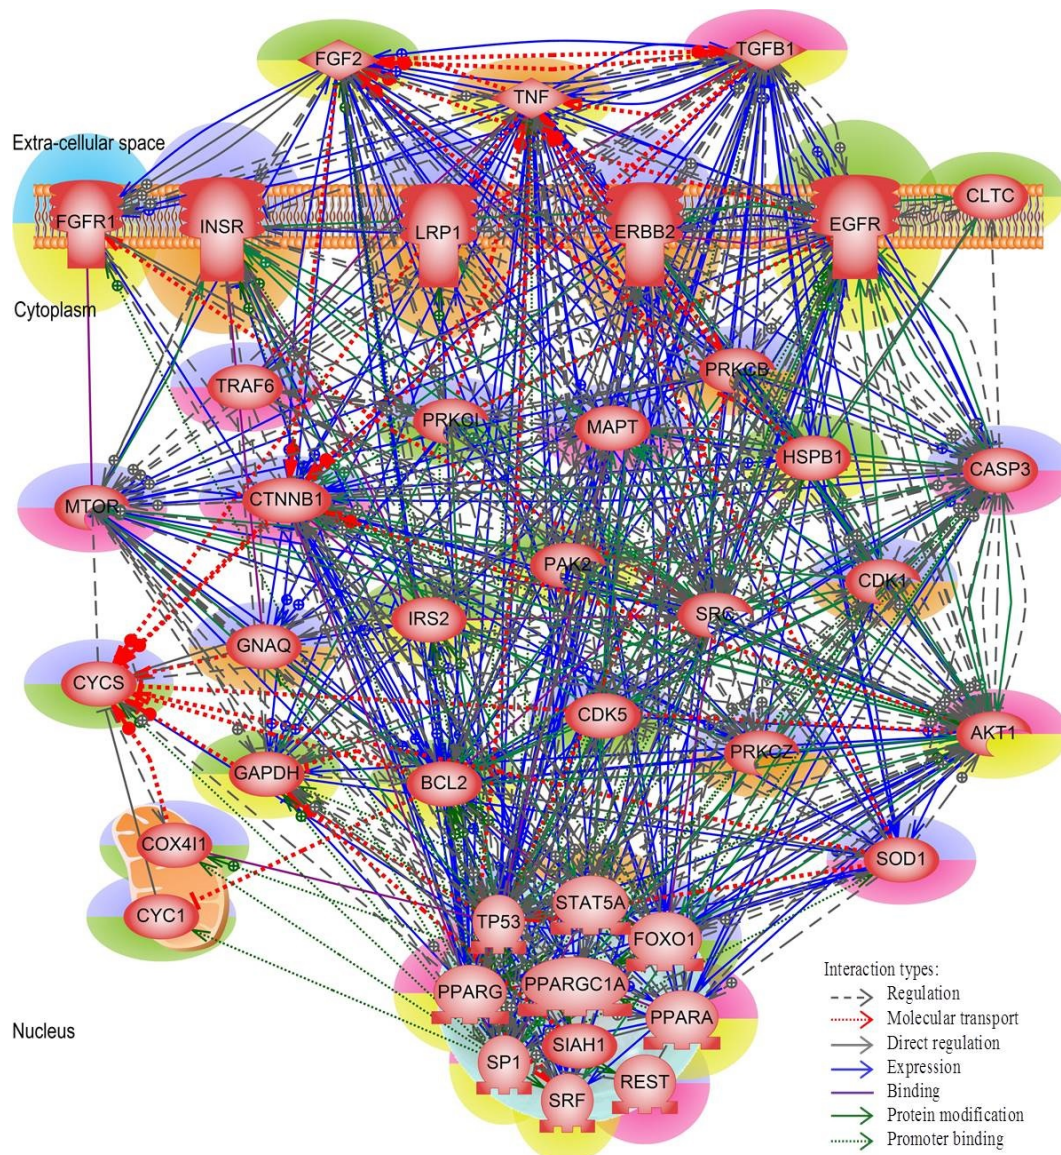 FGF2
TGFB1
TNF
Extra-cellular space
FGFR1
INSR
LRP1
ERBB2
EGFR
CLTC
Cytoplasm
TRAF6
PRKCI
MAPT
PRKCB
HSPB1
CASP3
MTOR
CTNNB1
PAK2
CDK1
IRS2
SRC
GNAQ
CYCS
CDK5
AKT1
GAPDH
BCL2
PRKCZ
COX4I1
SOD1
CYC1
TP53
STAT5A
FOXO1
PPARG
PPARGC1A
PPARA
Nucleus
SP1
SIAH1
REST
SRF
Interaction types:
Regulation
Molecular transport
Direct regulation
Expression
Binding
Protein modification
Promoter binding